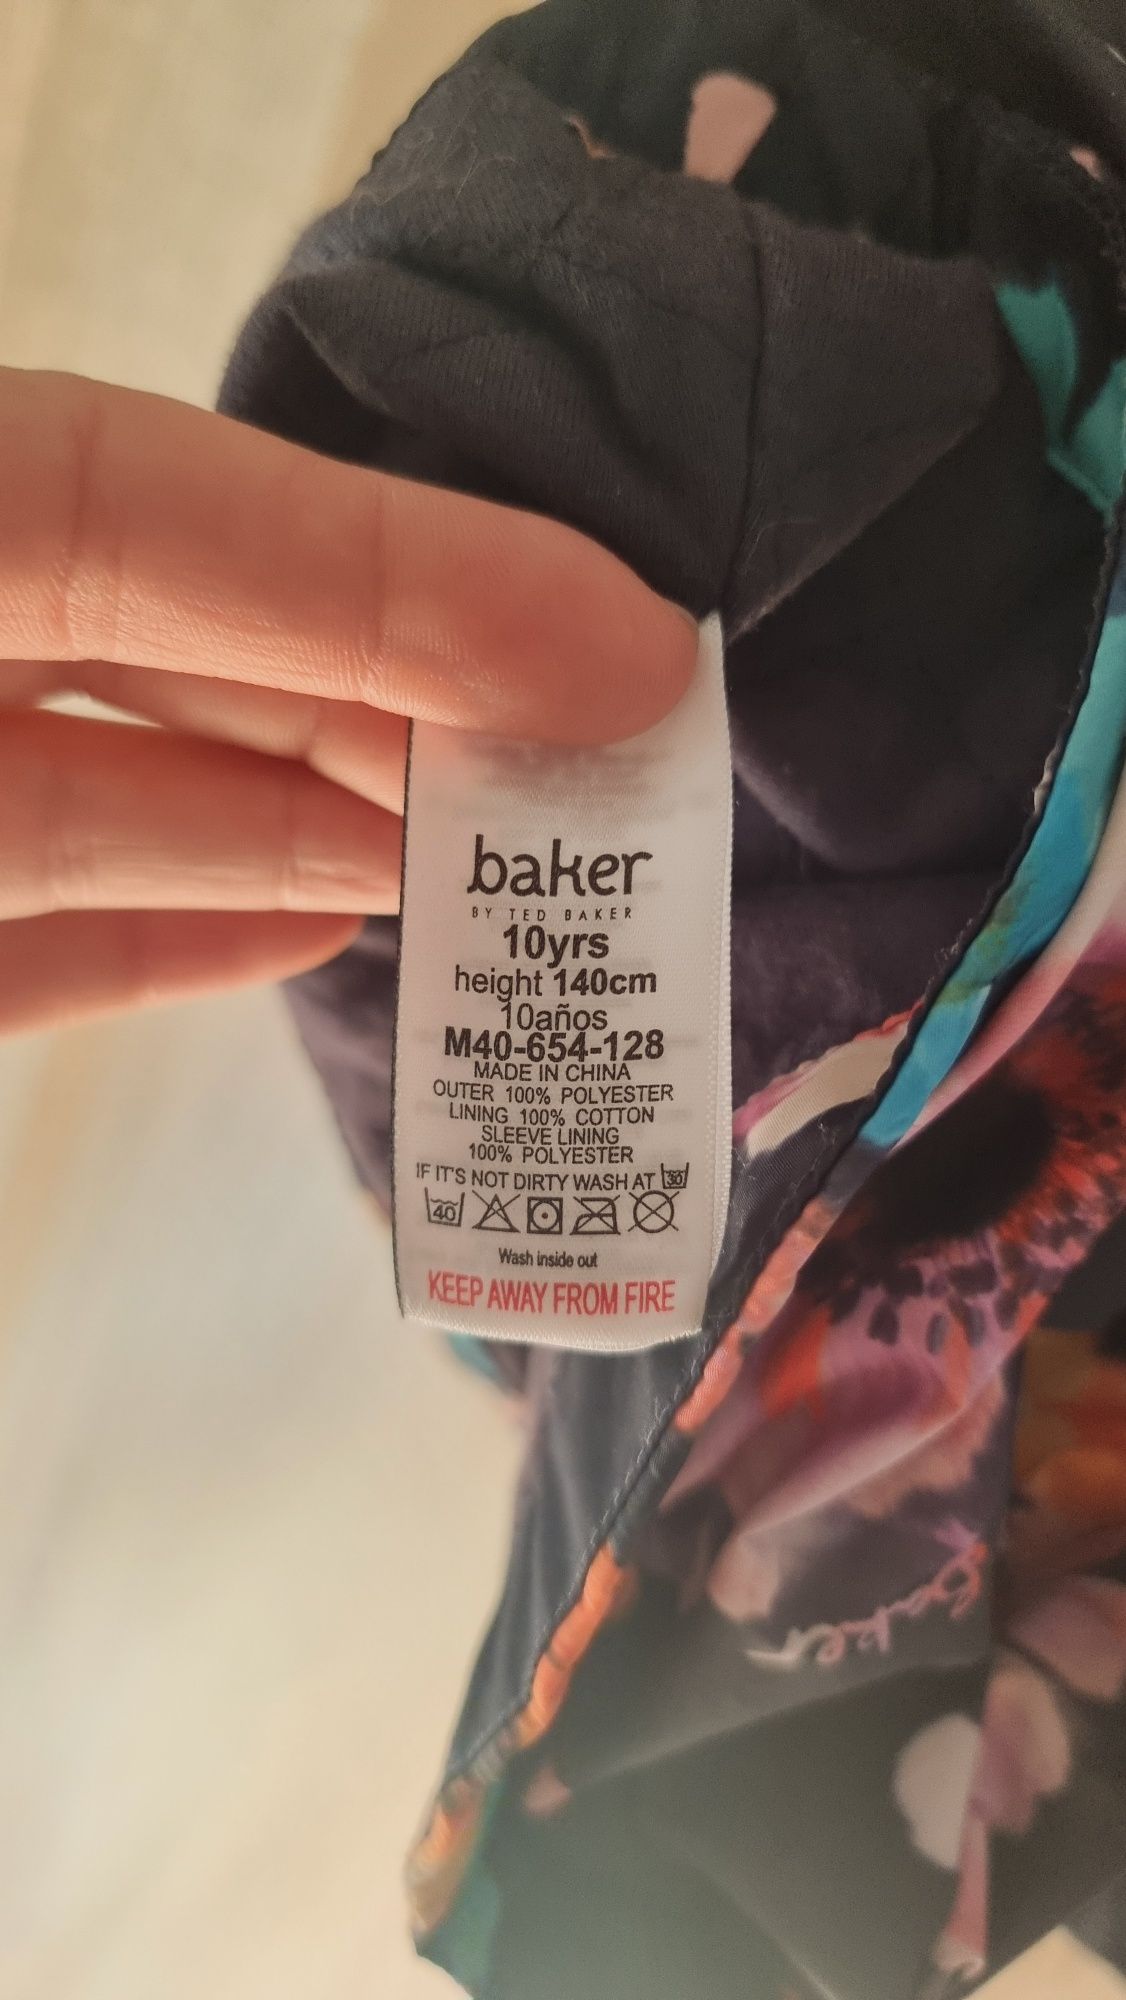 baker
BY TED BAKER
10yrs
height 140cm
10años
M40-654-128
MADE IN CHINA
OUTER 100% POLYESTER
LINING 100% COTTON
SLEEVE LINING
100% POLYESTER
IF IT'S NOT DIRTY WASH AT 30
40
Wash inside out
KEEP AWAY FROM FIRE
baker